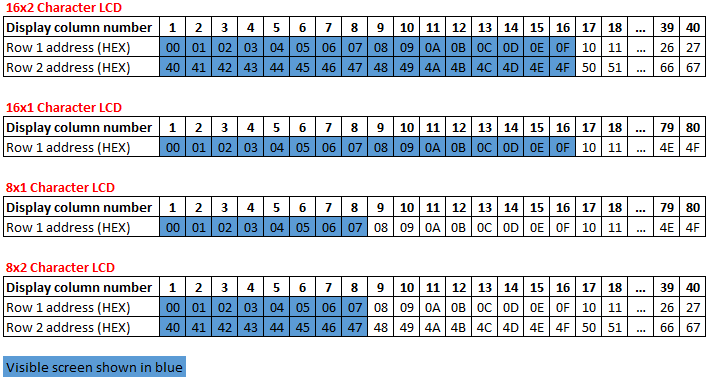 16x2 Character LCD
Display column number 1 2 3 4 5 6 7 8 9 10 11 12 13 14 15 16 17 18 ... 39 40
Row 1 address (HEX) 00 01 02 03 04 05 06 07 08 09 0A 0B 0C 0D 0E 0F 10 11 ... 26 27
Row 2 address (HEX) 40 41 42 43 44 45 46 47 48 49 4A 4B 4C 4D 4E 4F 50 51 ... 66 67
16x1 Character LCD
Display column number 1 2 3 4 5 6 7 8 9 10 11 12 13 14 15 16 17 18 ... 79 80
Row 1 address (HEX) 00 01 02 03 04 05 06 07 08 09 0A 0B 0C 0D 0E 0F 10 11 ... 4E 4F
8x1 Character LCD
Display column number 1 2 3 4 5 6 7 8 9 10 11 12 13 14 15 16 17 18 ... 79 80
Row 1 address (HEX) 00 01 02 03 04 05 06 07 08 09 0A 0B 0C 0D 0E 0F 10 11 ... 4E 4F
8x2 Character LCD
Display column number 1 2 3 4 5 6 7 8 9 10 11 12 13 14 15 16 17 18 ... 39 40
Row 1 address (HEX) 00 01 02 03 04 05 06 07 08 09 0A 0B 0C 0D 0E 0F 10 11 ... 26 27
Row 2 address (HEX) 40 41 42 43 44 45 46 47 48 49 4A 4B 4C 4D 4E 4F 50 51 ... 66 67
Visible screen shown in blue